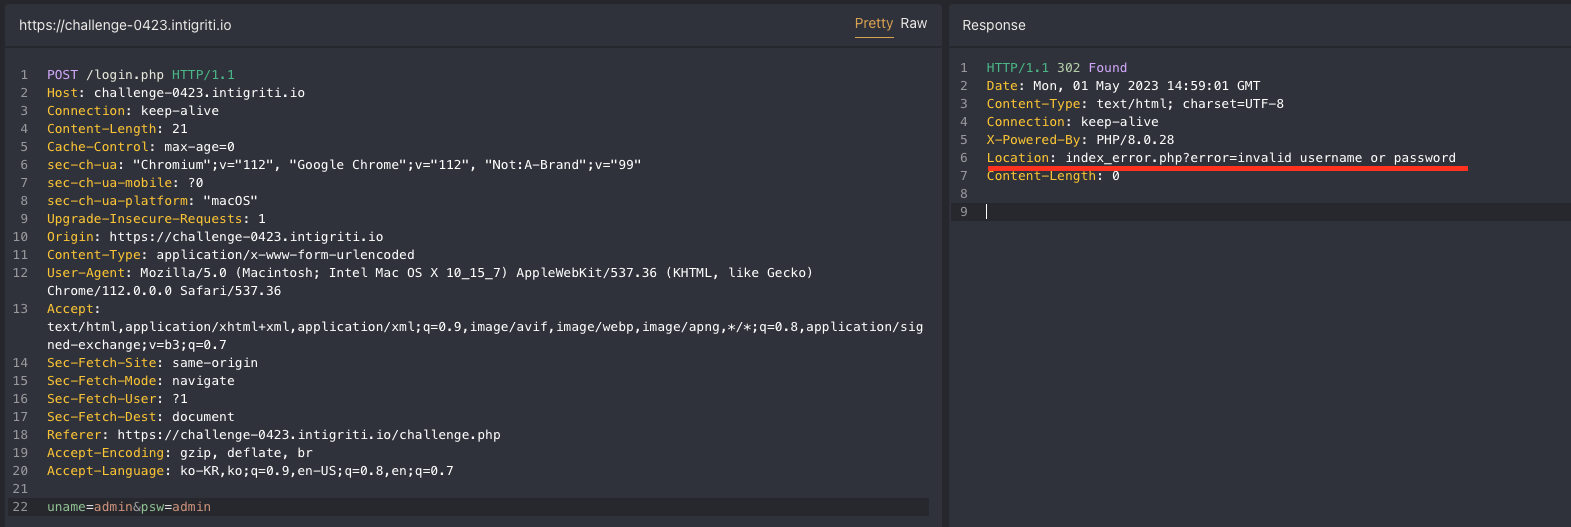 https://challenge-0423.intigriti.io
Pretty Raw
1 POST /login.php HTTP/1.1
2 Host: challenge-0423.intigriti.io
3 Connection: keep-alive
4 Content-Length: 21
5 Cache-Control: max-age=0
6 sec-ch-ua: "Chromium";v="112", "Google Chrome";v="112", "Not:A-Brand";v="99"
7 sec-ch-ua-mobile: ?0
8 sec-ch-ua-platform: "macOS"
9 Upgrade-Insecure-Requests: 1
10 Origin: https://challenge-0423.intigriti.io
11 Content-Type: application/x-www-form-urlencoded
12 User-Agent: Mozilla/5.0 (Macintosh; Intel Mac OS X 10_15_7) AppleWebKit/537.36 (KHTML, like Gecko)
Chrome/112.0.0.0 Safari/537.36
13 Accept:
text/html,application/xhtml+xml,application/xml;q=0.9,image/avif,image/webp,image/apng,*/*;q=0.8,application/sig
ned-exchange;v=b3;q=0.7
14 Sec-Fetch-Site: same-origin
15 Sec-Fetch-Mode: navigate
16 Sec-Fetch-User: ?1
17 Sec-Fetch-Dest: document
18 Referer: https://challenge-0423.intigriti.io/challenge.php
19 Accept-Encoding: gzip, deflate, br
20 Accept-Language: ko-KR,ko;q=0.9,en-US;q=0.8,en;q=0.7
21
22 uname=admin&psw=admin
Response
1 HTTP/1.1 302 Found
2 Date: Mon, 01 May 2023 14:59:01 GMT
3 Content-Type: text/html; charset=UTF-8
4 Connection: keep-alive
5 X-Powered-By: PHP/8.0.28
6 Location: index_error.php?error=invalid username or password
7 Content-Length: 0
8
9